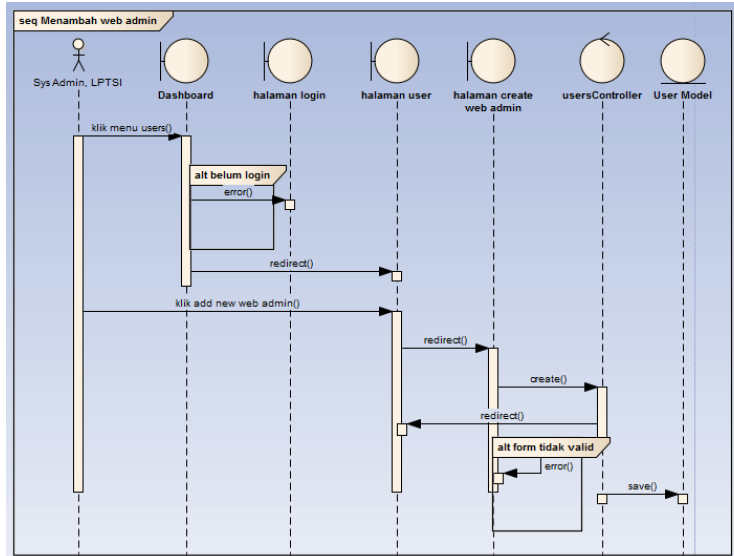 seq Menambah web admin
Sys Admin, LPTSI
Dashboard
halaman login
halaman user
halaman create
web admin
usersController
User Model
klik menu users()
alt belum login
error()
redirect()
klik add new web admin()
redirect()
create()
redirect()
alt form tidak valid
error()
save()